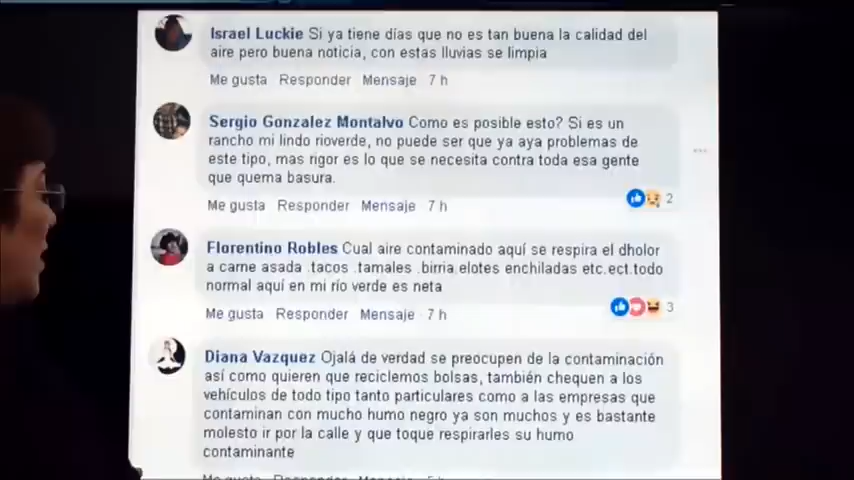 Israel Luckie Si ya tiene días que no es tan buena la calidad del
aire pero buena noticia, con estas lluvias se limpia
Me gusta Responder Mensaje 7 h
Sergio Gonzalez Montalvo Como es posible esto? Si es un
rancho mi lindo rioverde, no puede ser que ya aya problemas de
este tipo, mas rigor es lo que se necesita contra toda esa gente
que quema basura.
2
Me gusta Responder Mensaje 7 h
Florentino Robles Cual aire contaminado aquí se respira el dholor
a carne asada .tacos .tamales .birria.elotes enchiladas etc.ect.todo
normal aquí en mi río verde es neta
3
Me gusta Responder Mensaje 7 h
Diana Vazquez Ojalá de verdad se preocupen de la contaminación
así como quieren que reciclemos bolsas, también chequen a los
vehículos de todo tipo tanto particulares como a las empresas que
contaminan con mucho humo negro ya son muchos y es bastante
molesto ir por la calle y que toque respirarles su humo
contaminante
Me gusta Responder Mensaje